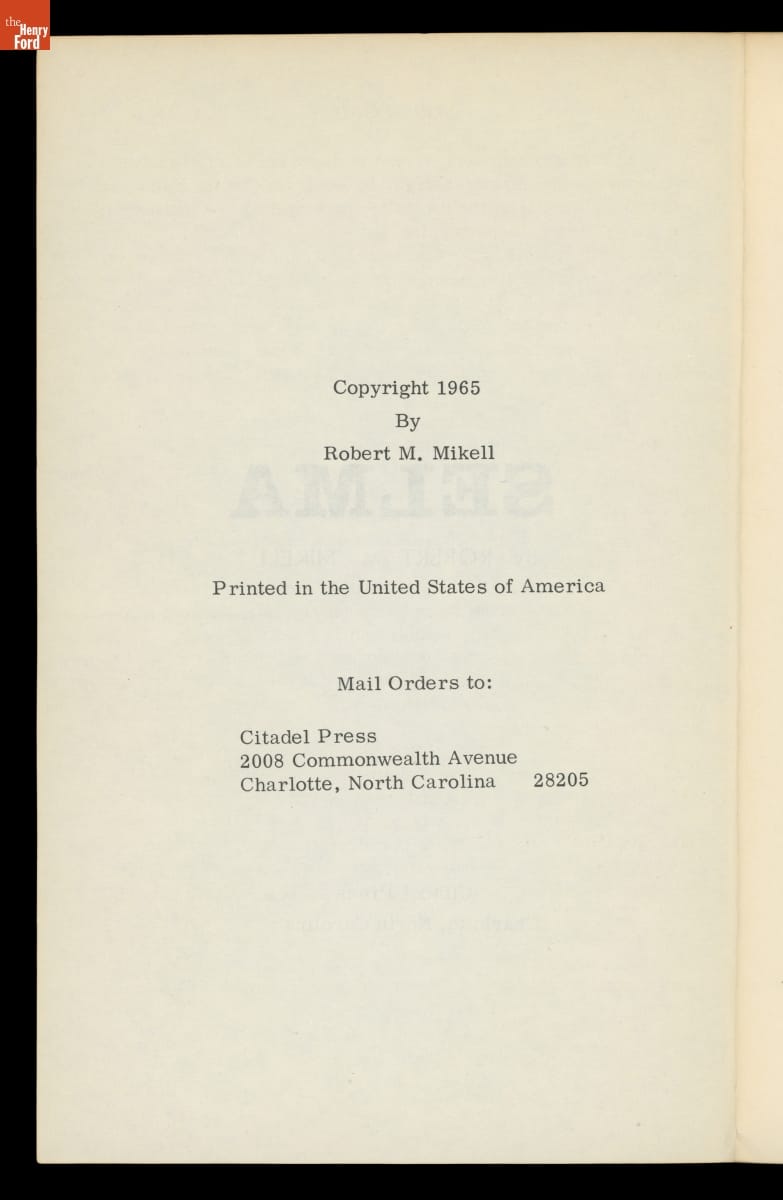 the
Henry
Ford
Copyright 1965
By
Robert M. Mikell
SELMA
Printed in the United States of America
Mail Orders to:
Citadel Press
2008 Commonwealth Avenue
Charlotte, North Carolina 28205